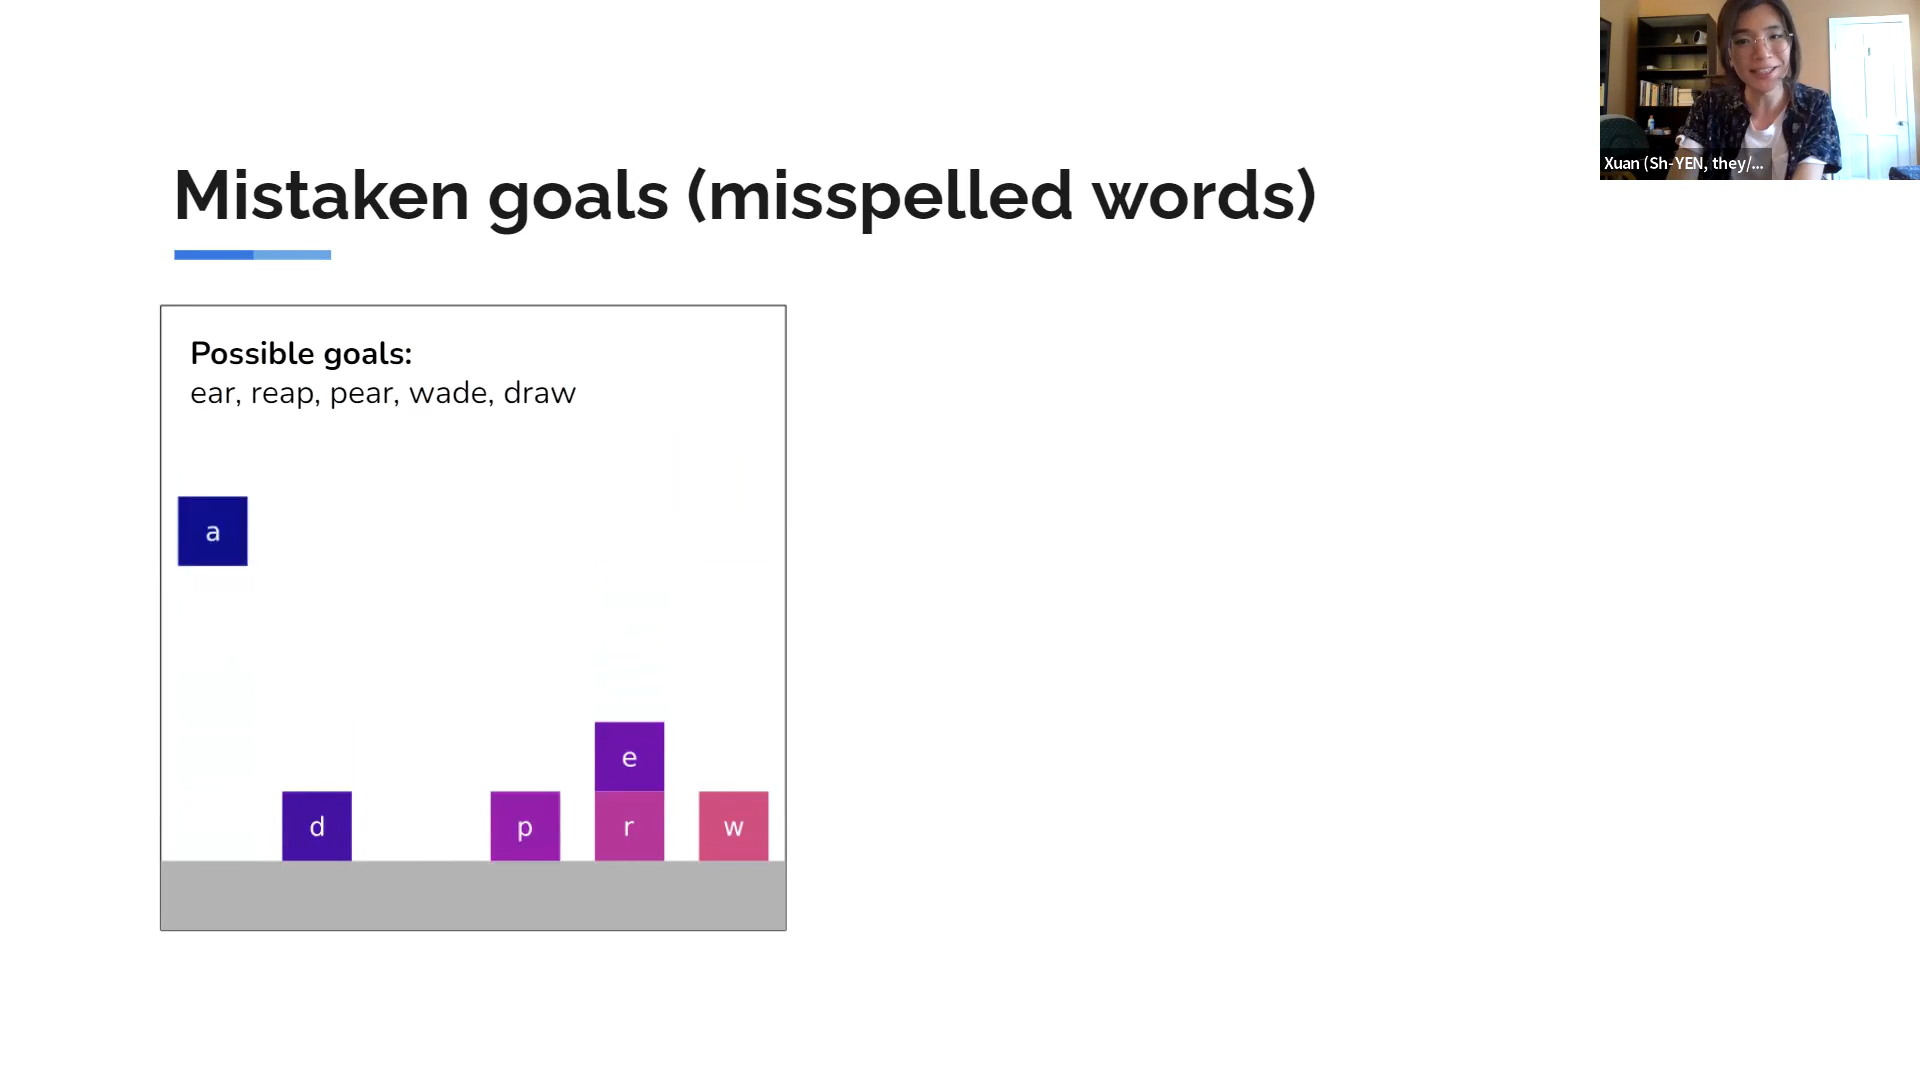 Xuan (Sh-YEN, they/...
Mistaken goals (misspelled words)
Possible goals:
ear, reap, pear, wade, draw
a
e
d p r w